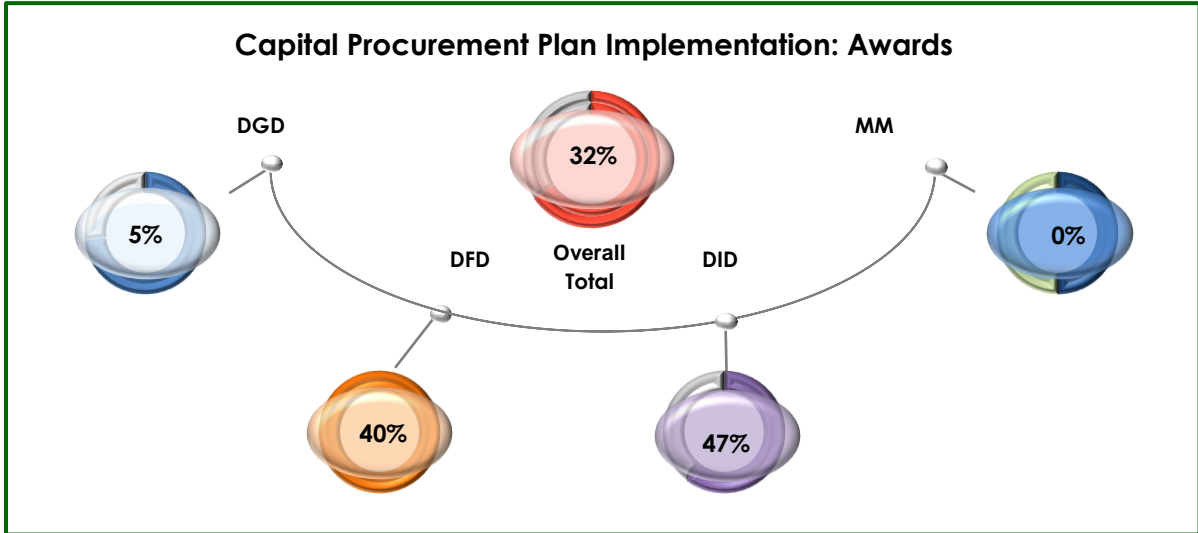 Capital Procurement Plan Implementation: Awards
DGD
MM
32%
5%
0%
DFD
Overall
Total
DID
40%
47%